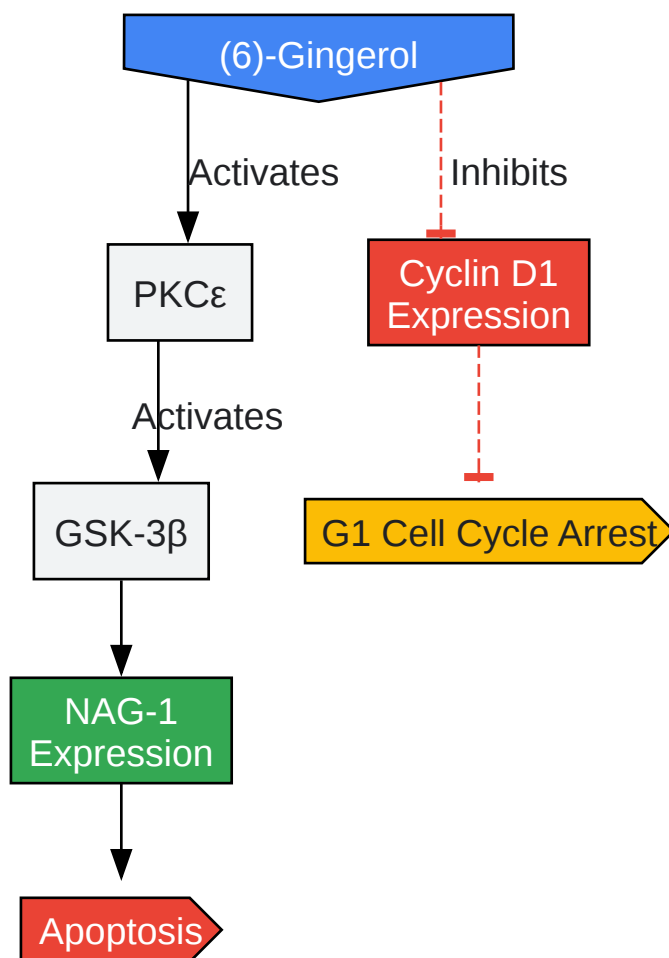 (6)-Gingerol
Activates
Inhibits
PKCε
Cyclin D1
Expression
Activates
GSK-3β
G1 Cell Cycle Arrest
NAG-1
Expression
Apoptosis